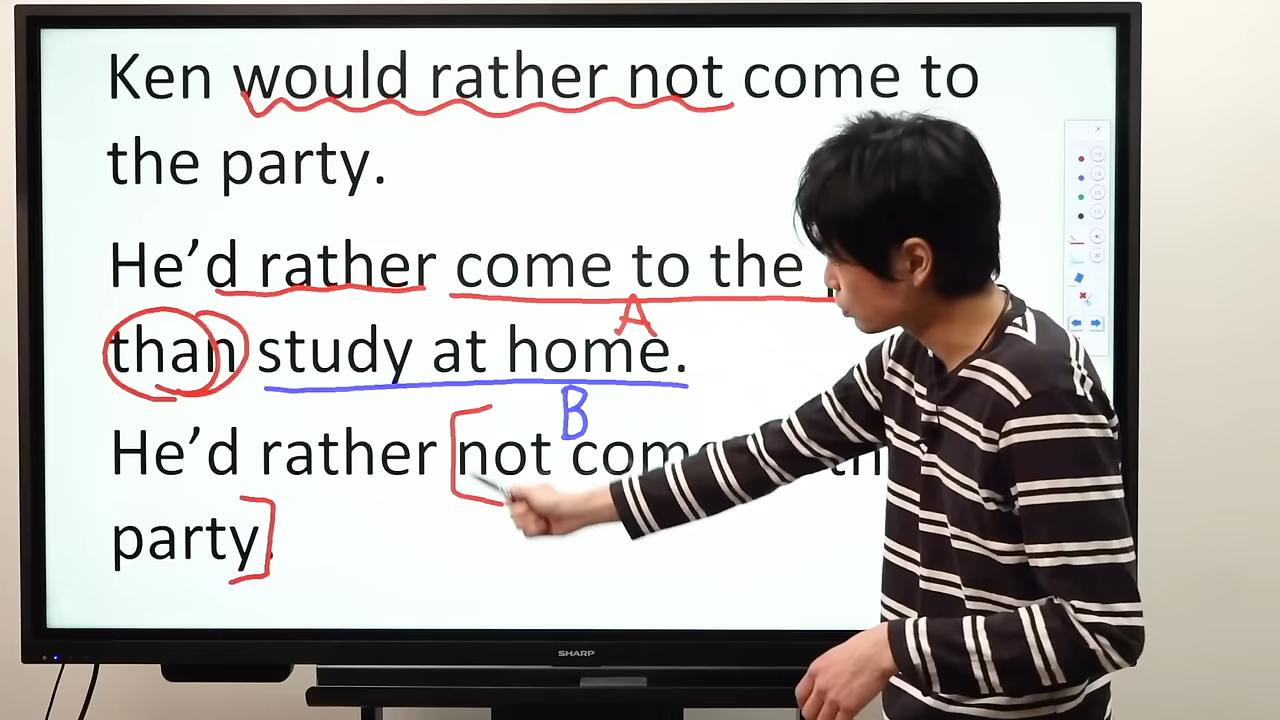 Ken would rather not come to
the party.
He'd rather come to the
A
than study at home.
B
He'd rather not come
party.
SHARP